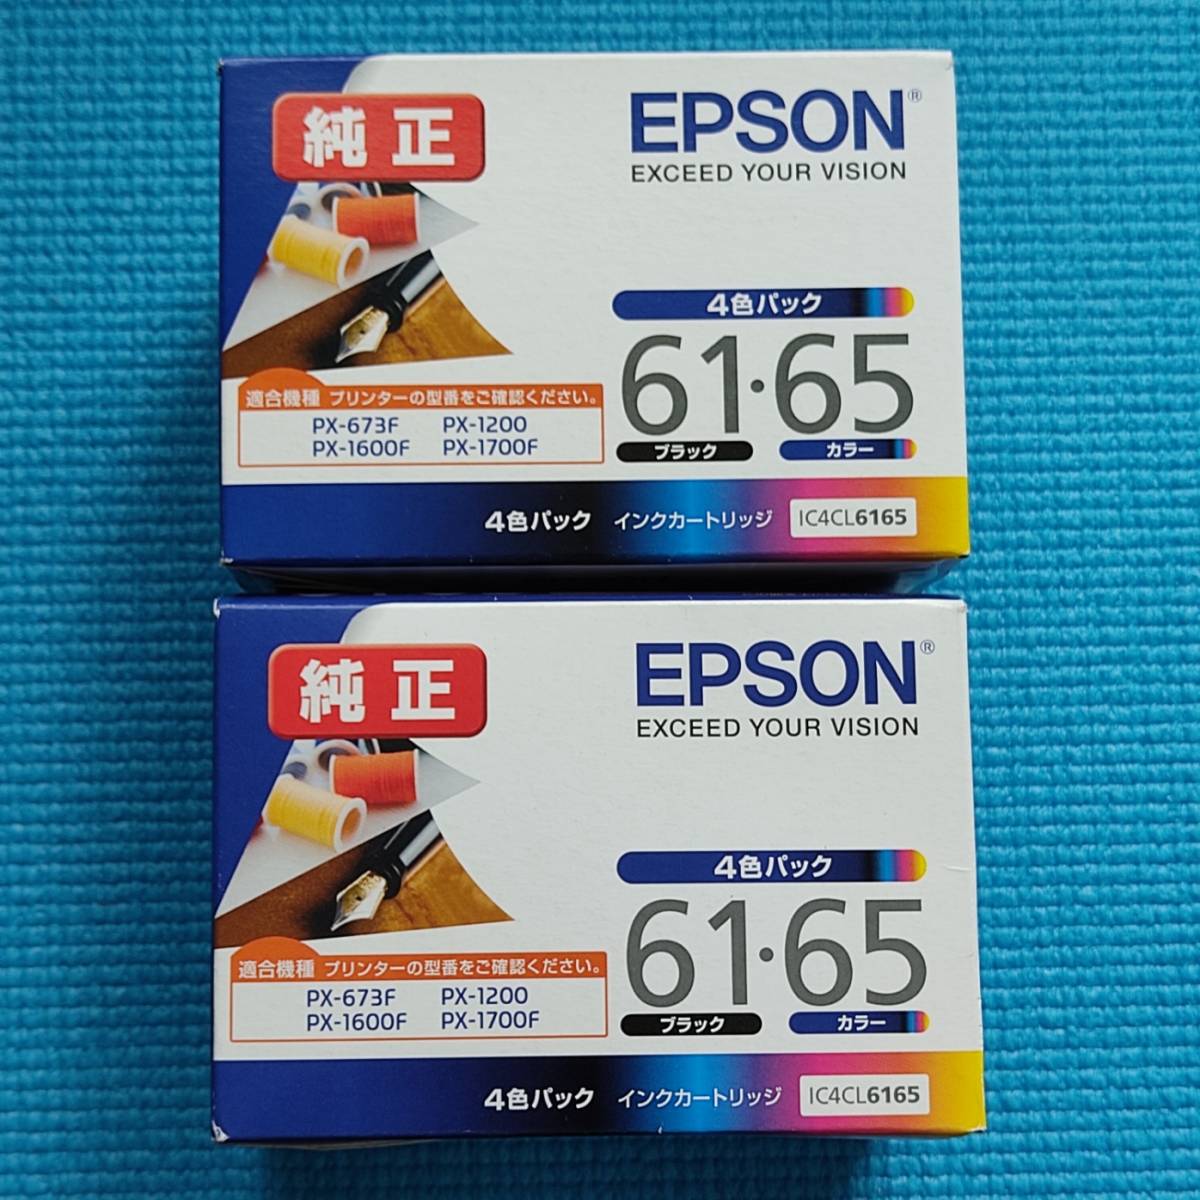 純正
EPSON®
EXCEED YOUR VISION
4色パック
61・65
ブラック カラー
適合機種 プリンターの型番をご確認ください。
PX-673F PX-1200
PX-1600F PX-1700F
4色パック インクカートリッジ IC4CL6165
純正
EPSON®
EXCEED YOUR VISION
4色パック
61・65
ブラック カラー
適合機種 プリンターの型番をご確認ください。
PX-673F PX-1200
PX-1600F PX-1700F
4色パック インクカートリッジ IC4CL6165